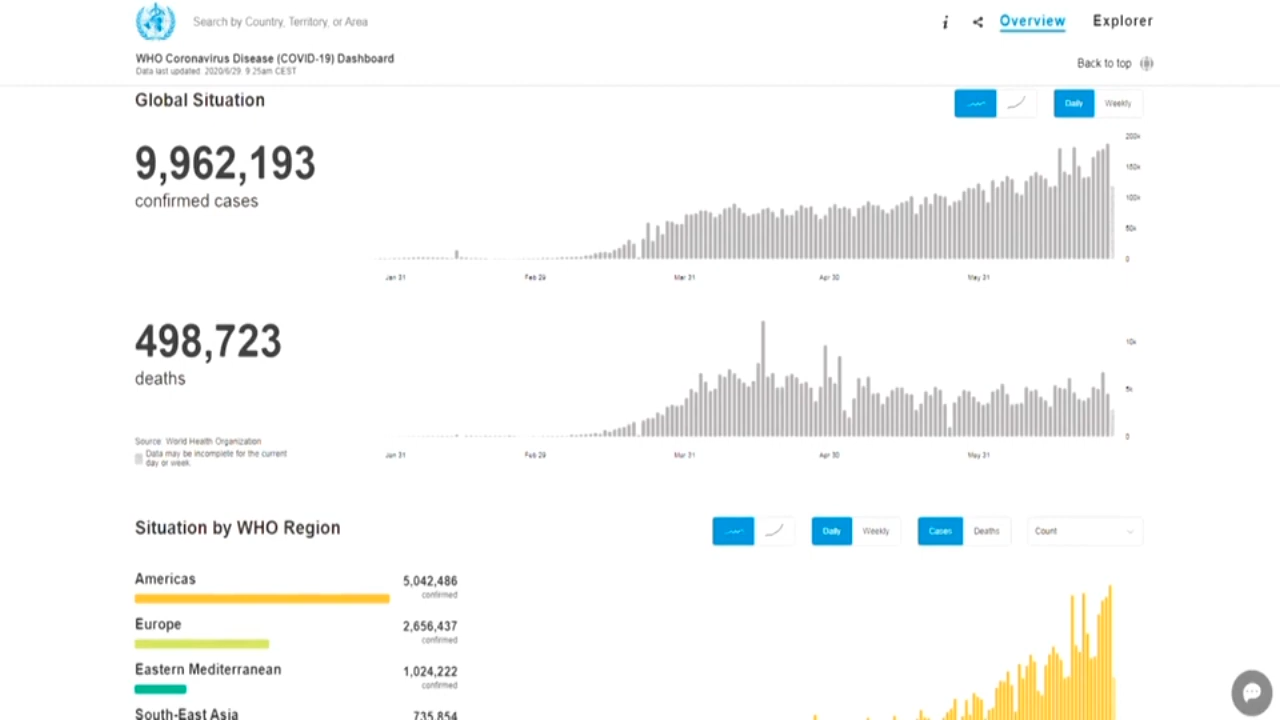 Search by Country, Territory, or Area
i
Overview
Explorer
WHO Coronavirus Disease (COVID-19) Dashboard
Data last updated: 2020/6/29, 9:25am CEST
Back to top
Global Situation
Daily
Weekly
9,962,193
confirmed cases
200k
150k
100k
50k
0
Jan 31
Feb 29
Mar 31
Apr 30
May 31
498,723
deaths
10k
5k
0
Source: World Health Organization
Data may be incomplete for the current
day or week.
Jan 31
Feb 29
Mar 31
Apr 30
May 31
Situation by WHO Region
Daily
Weekly
Cases
Deaths
Count
Americas
5,042,486
confirmed
Europe
2,656,437
confirmed
Eastern Mediterranean
1,024,222
confirmed
South-East Asia
735,854